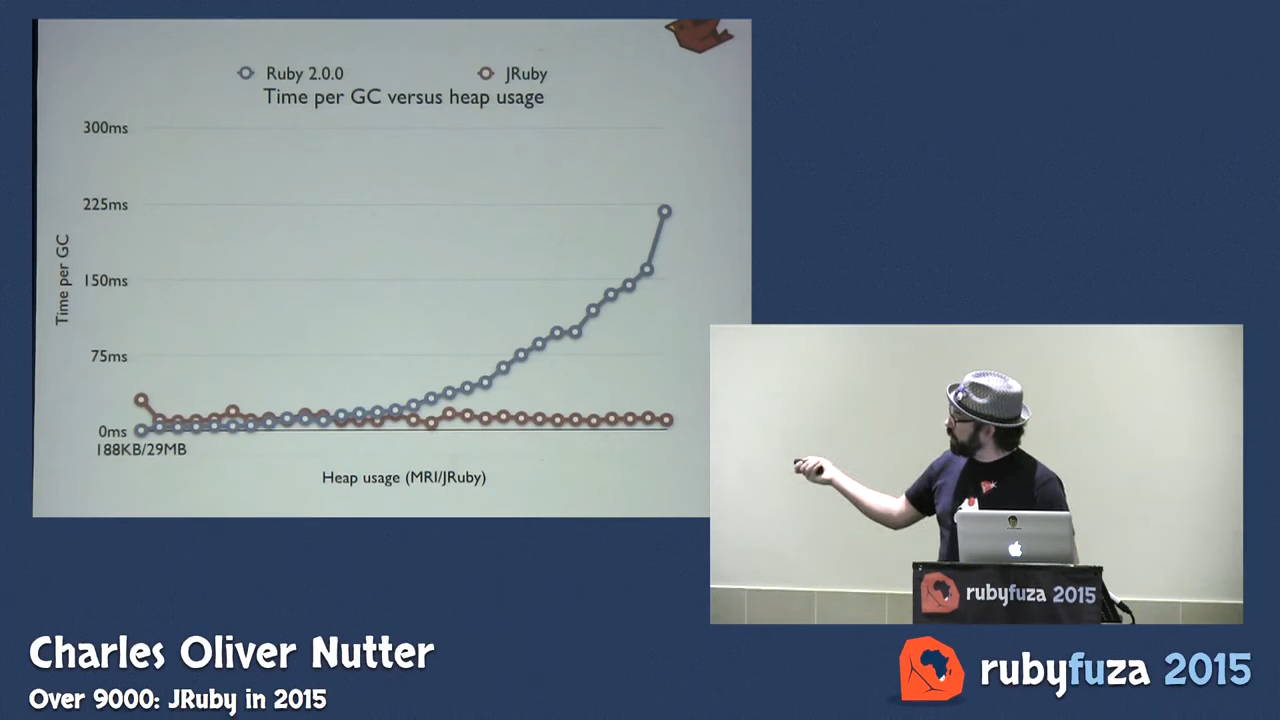 Ruby 2.0.0
JRuby
Time per GC versus heap usage
300ms
225ms
150ms
75ms
0ms
Time per GC
188KB/29MB
Heap usage (MRI/JRuby)
rubyfuza 2015
Charles Oliver Nutter
Over 9000: JRuby in 2015
rubyfuza 2015